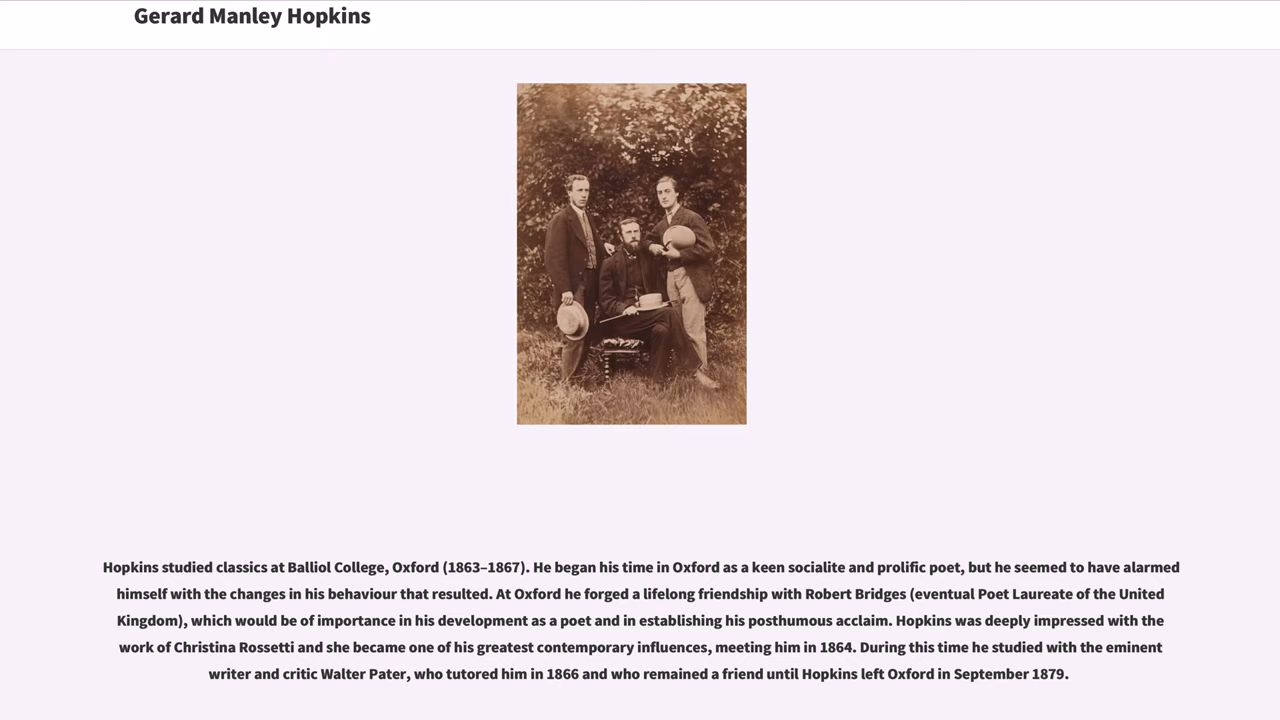 Gerard Manley Hopkins
Hopkins studied classics at Balliol College, Oxford (1863–1867). He began his time in Oxford as a keen socialite and prolific poet, but he seemed to have alarmed
himself with the changes in his behaviour that resulted. At Oxford he forged a lifelong friendship with Robert Bridges (eventual Poet Laureate of the United
Kingdom), which would be of importance in his development as a poet and in establishing his posthumous acclaim. Hopkins was deeply impressed with the
work of Christina Rossetti and she became one of his greatest contemporary influences, meeting him in 1864. During this time he studied with the eminent
writer and critic Walter Pater, who tutored him in 1866 and who remained a friend until Hopkins left Oxford in September 1879.